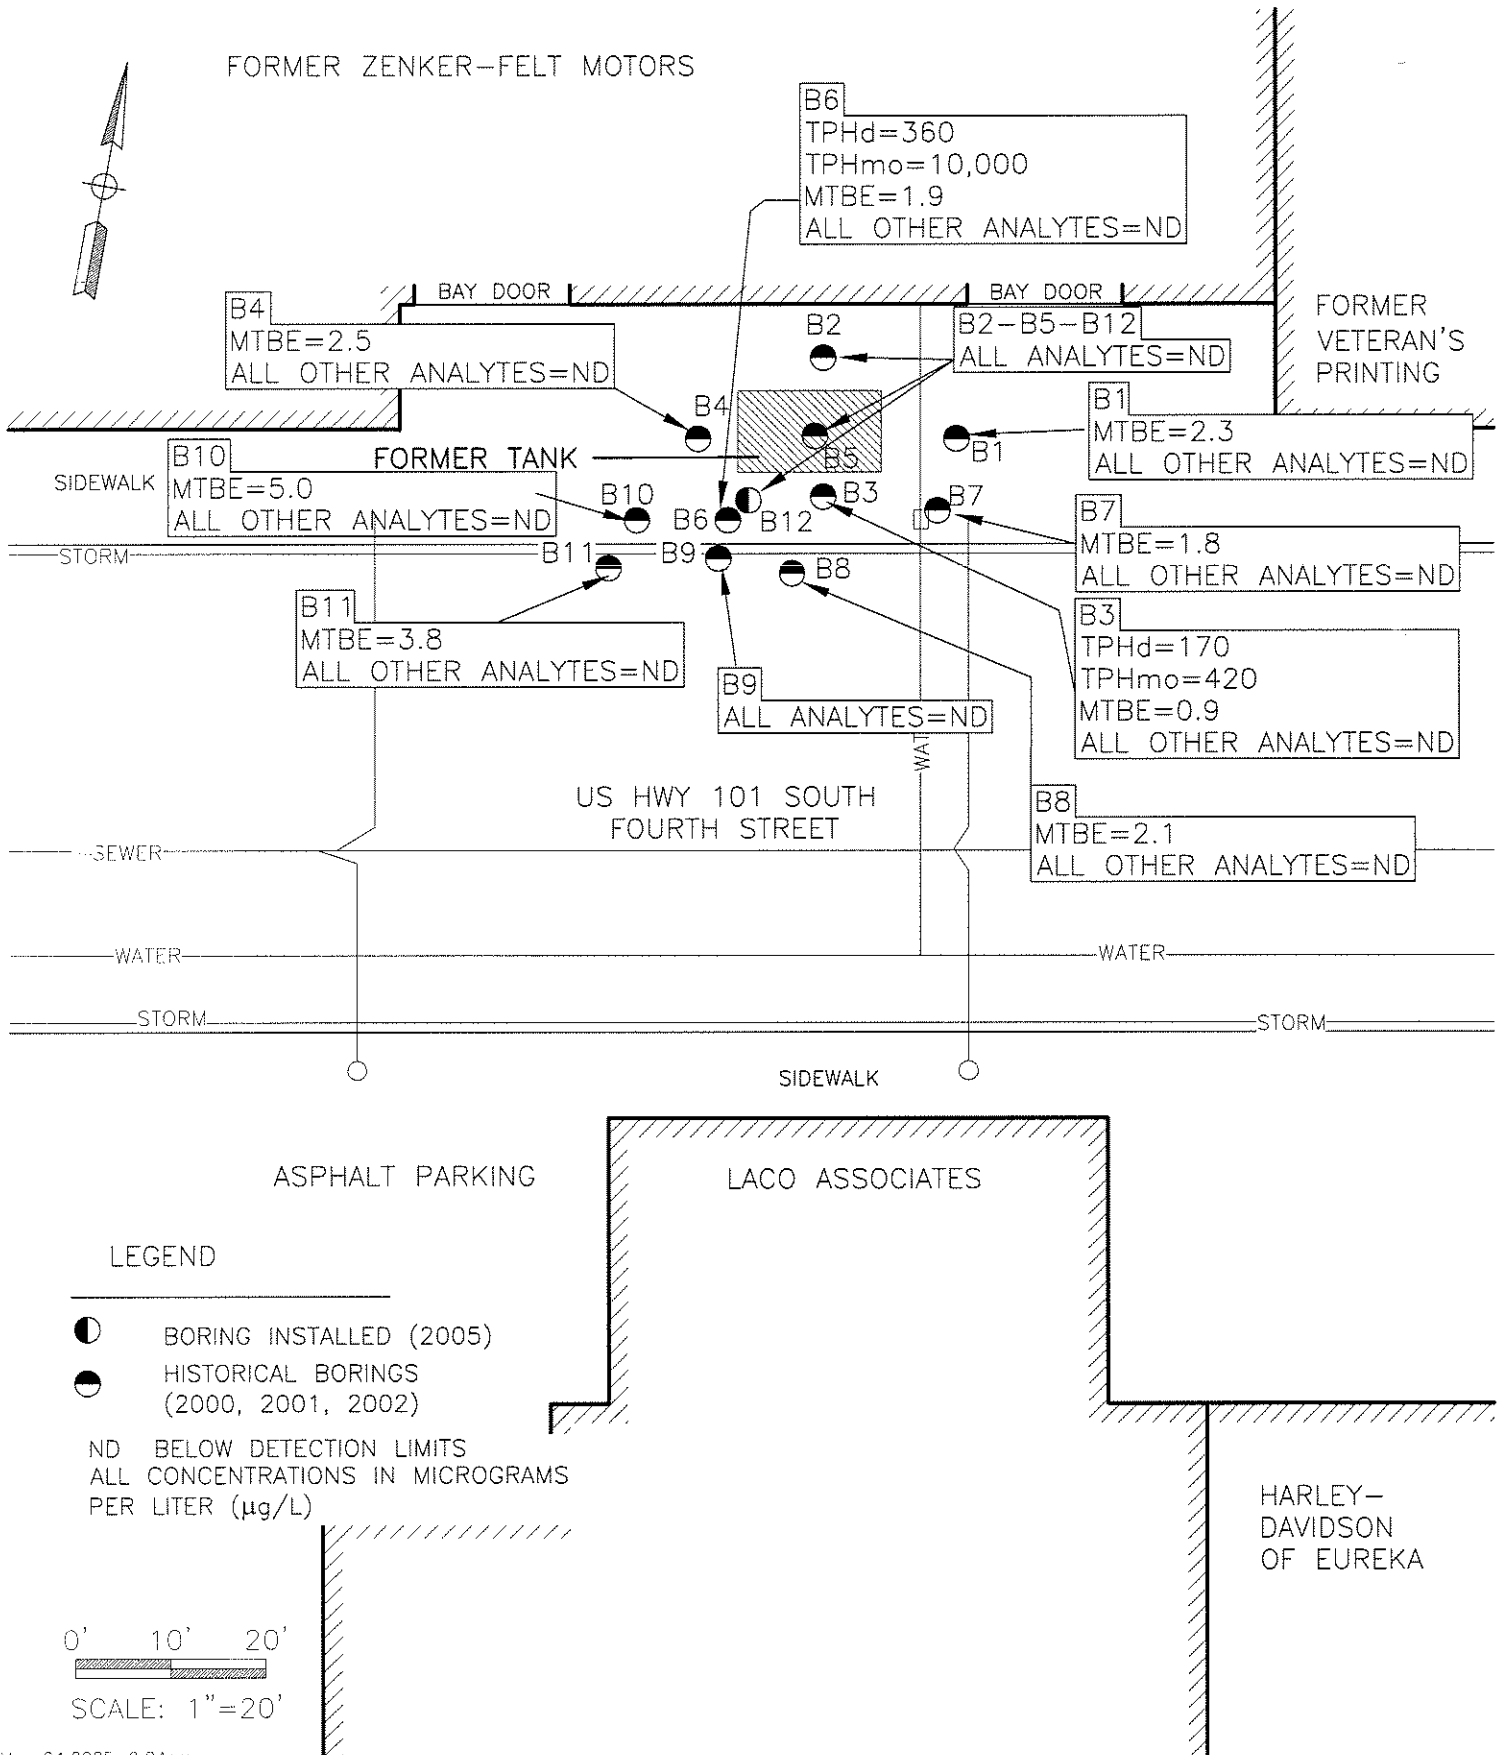 FORMER ZENKER-FELT MOTORS
B6
TPHd=360
TPHmo=10,000
MTBE=1.9
ALL OTHER ANALYTES=ND
BAY DOOR
BAY DOOR
B4
MTBE=2.5
ALL OTHER ANALYTES=ND
B2
B2-B5-B12
ALL ANALYTES=ND
FORMER
VETERAN'S
PRINTING
B4
B5
B1
B1
MTBE=2.3
ALL OTHER ANALYTES=ND
FORMER TANK
SIDEWALK
B10
MTBE=5.0
ALL OTHER ANALYTES=ND
B10
B6
B12
B3
B7
B7
MTBE=1.8
ALL OTHER ANALYTES=ND
STORM
B11
B9
B8
B11
MTBE=3.8
ALL OTHER ANALYTES=ND
B3
TPHd=170
TPHmo=420
MTBE=0.9
ALL OTHER ANALYTES=ND
B9
ALL ANALYTES=ND
WAT
US HWY 101 SOUTH
FOURTH STREET
B8
MTBE=2.1
ALL OTHER ANALYTES=ND
SEWER
WATER
WATER
STORM
STORM
SIDEWALK
ASPHALT PARKING
LACO ASSOCIATES
LEGEND
BORING INSTALLED (2005)
HISTORICAL BORINGS
(2000, 2001, 2002)
ND BELOW DETECTION LIMITS
ALL CONCENTRATIONS IN MICROGRAMS
PER LITER (µg/L)
HARLEY-
DAVIDSON
OF EUREKA
0' 10' 20'
SCALE: 1"=20'